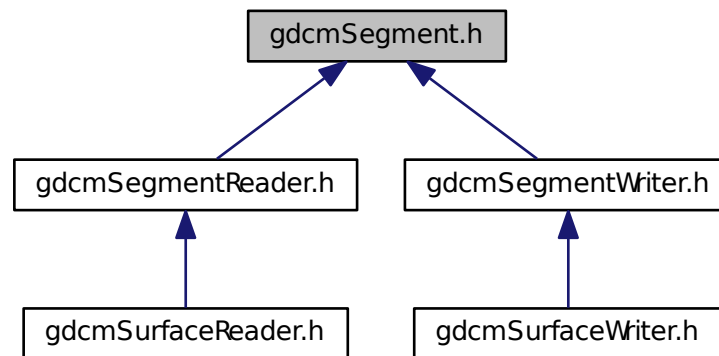 gdcmSegment.h
gdcmSegmentReader.h
gdcmSegmentWriter.h
gdcmSurfaceReader.h
gdcmSurfaceWriter.h